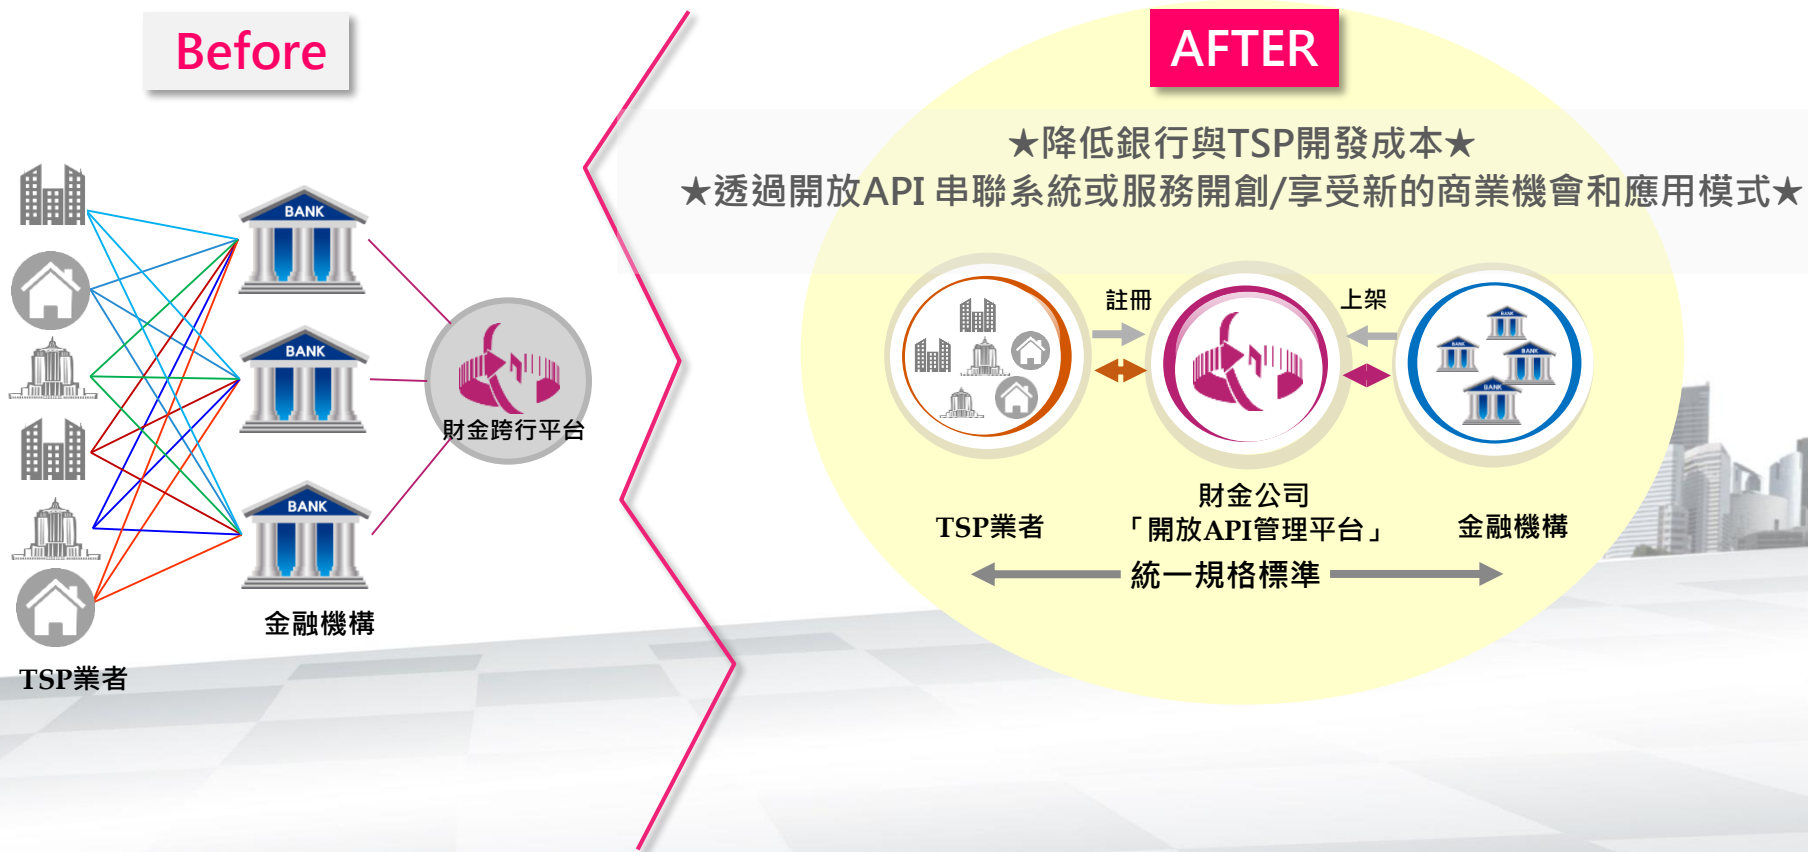 Before
BANK
BANK
BANK
財金跨行平台
金融機構
TSP業者
AFTER
★降低銀行與TSP開發成本★
★透過開放API 串聯系統或服務開創/享受新的商業機會和應用模式★
註冊
上架
BANK
BANK
BANK
BANK
TSP業者
財金公司
「開放API管理平台」
金融機構
統一規格標準